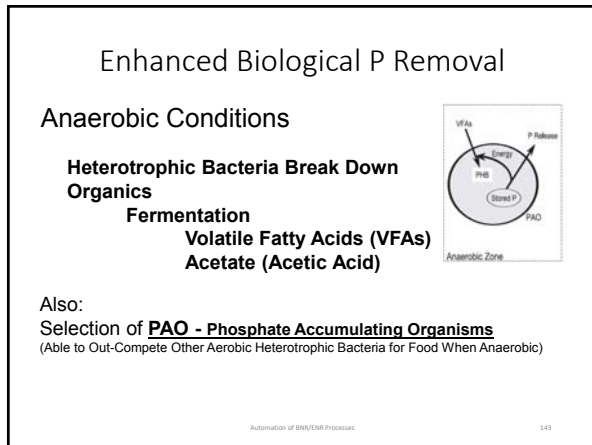 Enhanced Biological P Removal
Anaerobic Conditions
Heterotrophic Bacteria Break Down
Organics
Fermentation
Volatile Fatty Acids (VFAs)
Acetate (Acetic Acid)
VFAs
P Release
Energy
PHB
Stored P
PAO
Anaerobic Zone
Also:
Selection of PAO - Phosphate Accumulating Organisms
(Able to Out-Compete Other Aerobic Heterotrophic Bacteria for Food When Anaerobic)
Automation of BNR/ENR Processes
143